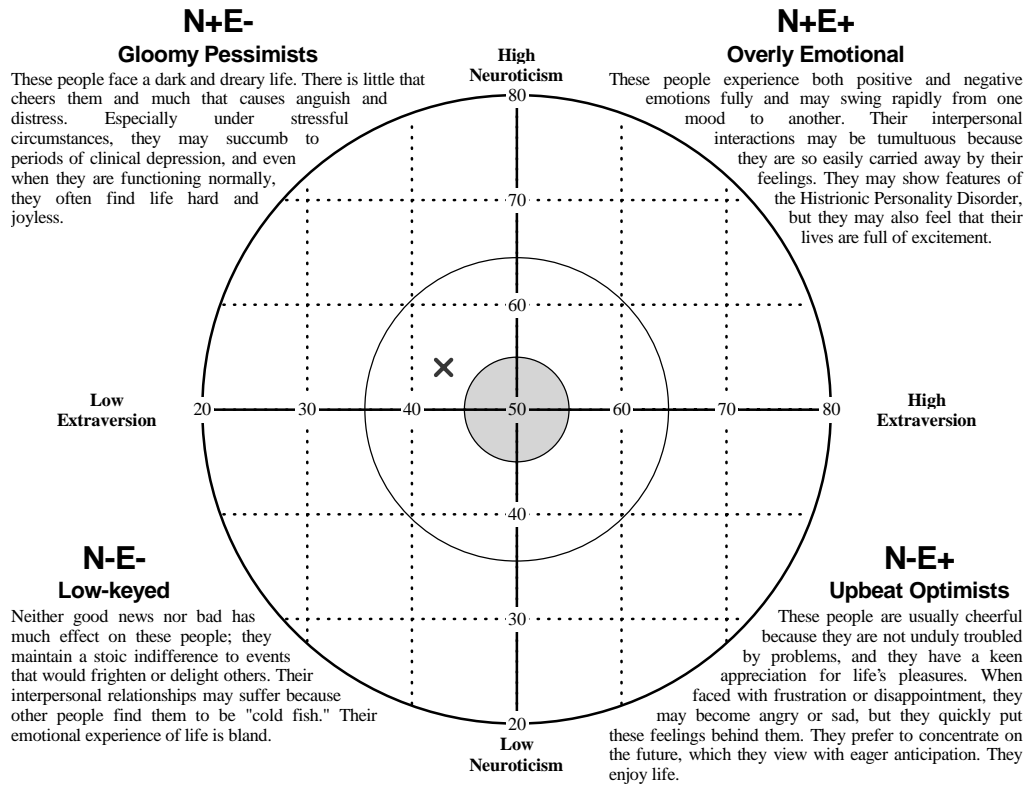 N+E-
Gloomy Pessimists
These people face a dark and dreary life. There is little that
cheers them and much that causes anguish and
distress. Especially under stressful
circumstances, they may succumb to
periods of clinical depression, and even
when they are functioning normally,
they often find life hard and
joyless.
High
Neuroticism
N+E+
Overly Emotional
These people experience both positive and negative
emotions fully and may swing rapidly from one
mood to another. Their interpersonal
interactions may be tumultuous because
they are so easily carried away by their
feelings. They may show features of
the Histrionic Personality Disorder,
but they may also feel that their
lives are full of excitement.
80
70
60
Low
Extraversion
20 30 40 50 60 70 80
High
Extraversion
40
30
20
N-E-
Low-keyed
Neither good news nor bad has
much effect on these people; they
maintain a stoic indifference to events
that would frighten or delight others. Their
interpersonal relationships may suffer because
other people find them to be "cold fish." Their
emotional experience of life is bland.
Low
Neuroticism
N-E+
Upbeat Optimists
These people are usually cheerful
because they are not unduly troubled
by problems, and they have a keen
appreciation for life's pleasures. When
faced with frustration or disappointment, they
may become angry or sad, but they quickly put
these feelings behind them. They prefer to concentrate on
the future, which they view with eager anticipation. They
enjoy life.